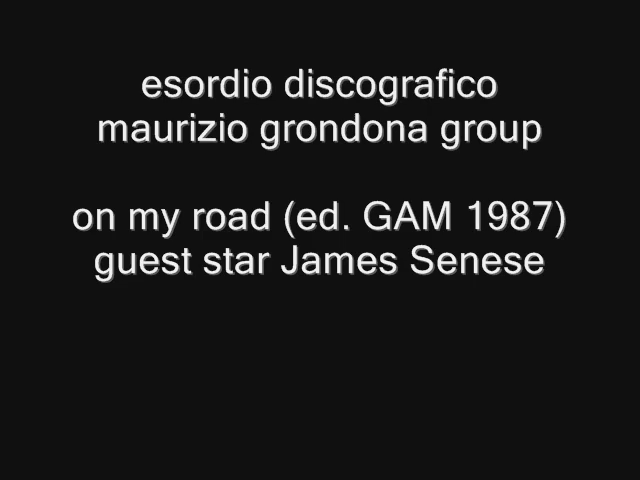 esordio discografico
maurizio grondona group
on my road (ed. GAM 1987)
guest star James Senese